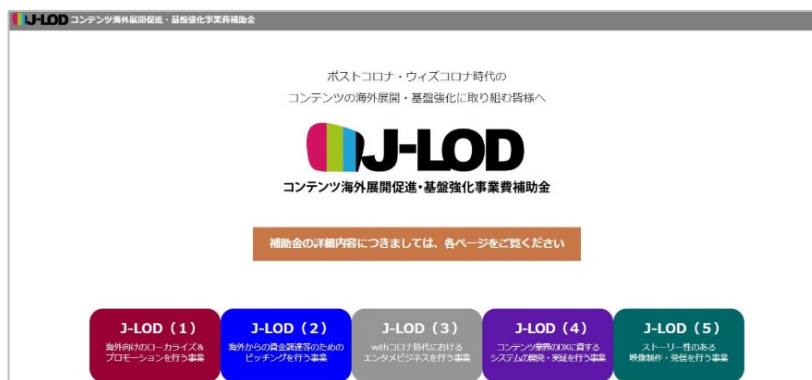 J-LOD コンテンツ海外展開促進・基盤強化事業費補助金
ポストコロナ・ウィズコロナ時代の
コンテンツの海外展開・基盤強化に取り組む皆様へ
J-LOD
コンテンツ海外展開促進・基盤強化事業費補助金
補助金の詳細内容につきましては、各ページをご覧ください
J-LOD（1）
海外向けのローカライズ&
プロモーションを行う事業
J-LOD（2）
海外からの資金調達等のための
ピッチングを行う事業
J-LOD（3）
withコロナ時代における
エンタメビジネスを行う事業
J-LOD（4）
コンテンツ業界のDXに資する
システムの開発・実証を行う事業
J-LOD（5）
ストーリー性のある
映像制作・発信を行う事業